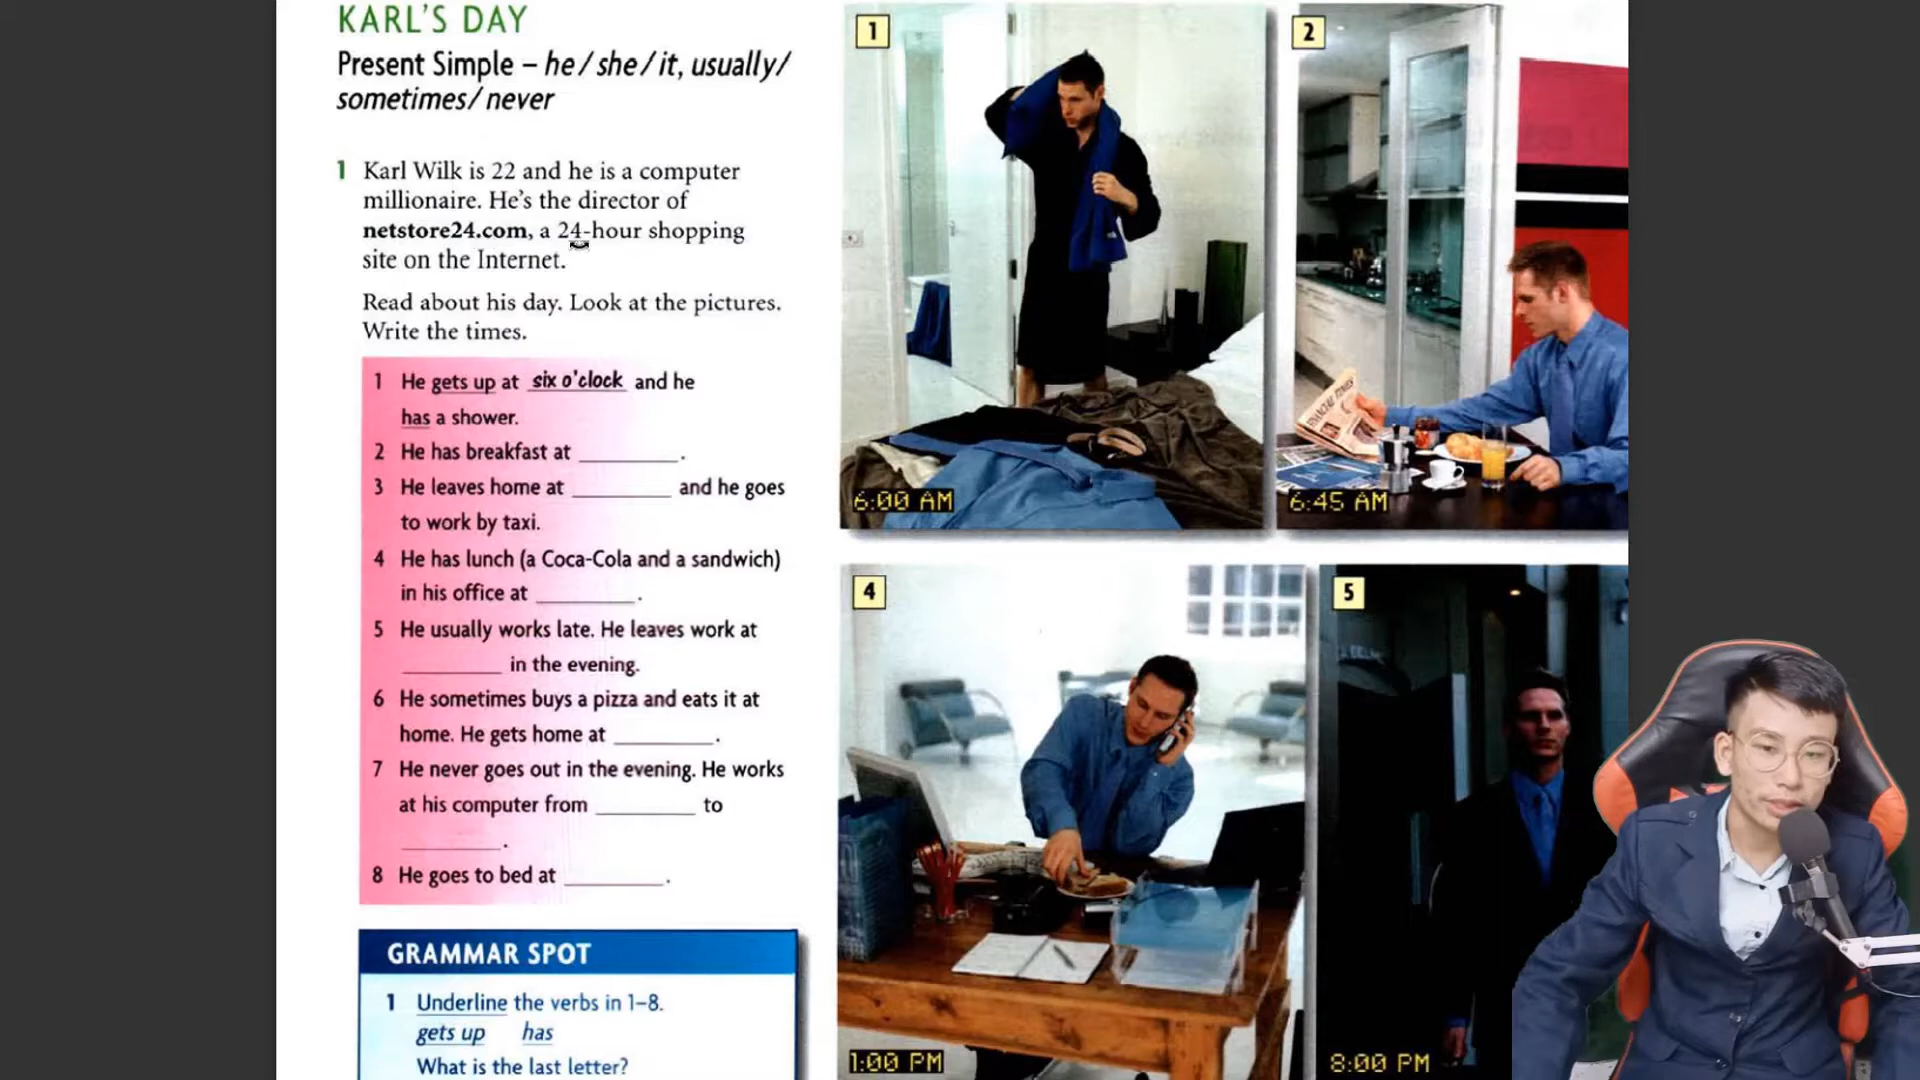 KARL'S DAY
Present Simple – he/she/it, usually/
sometimes/never
1 Karl Wilk is 22 and he is a computer
millionaire. He's the director of
netstore24.com, a 24-hour shopping
site on the Internet.
Read about his day. Look at the pictures.
Write the times.
1 He gets up at six o'clock and he
has a shower.
2 He has breakfast at ________.
3 He leaves home at ________ and he goes
to work by taxi.
4 He has lunch (a Coca-Cola and a sandwich)
in his office at ________.
5 He usually works late. He leaves work at
________ in the evening.
6 He sometimes buys a pizza and eats it at
home. He gets home at ________.
7 He never goes out in the evening. He works
at his computer from ________ to
________.
8 He goes to bed at ________.
GRAMMAR SPOT
1 Underline the verbs in 1–8.
gets up has
What is the last letter?
1
6:00 AM
2
FINANCIAL TIMES
6:45 AM
4
1:00 PM
5
8:00 PM